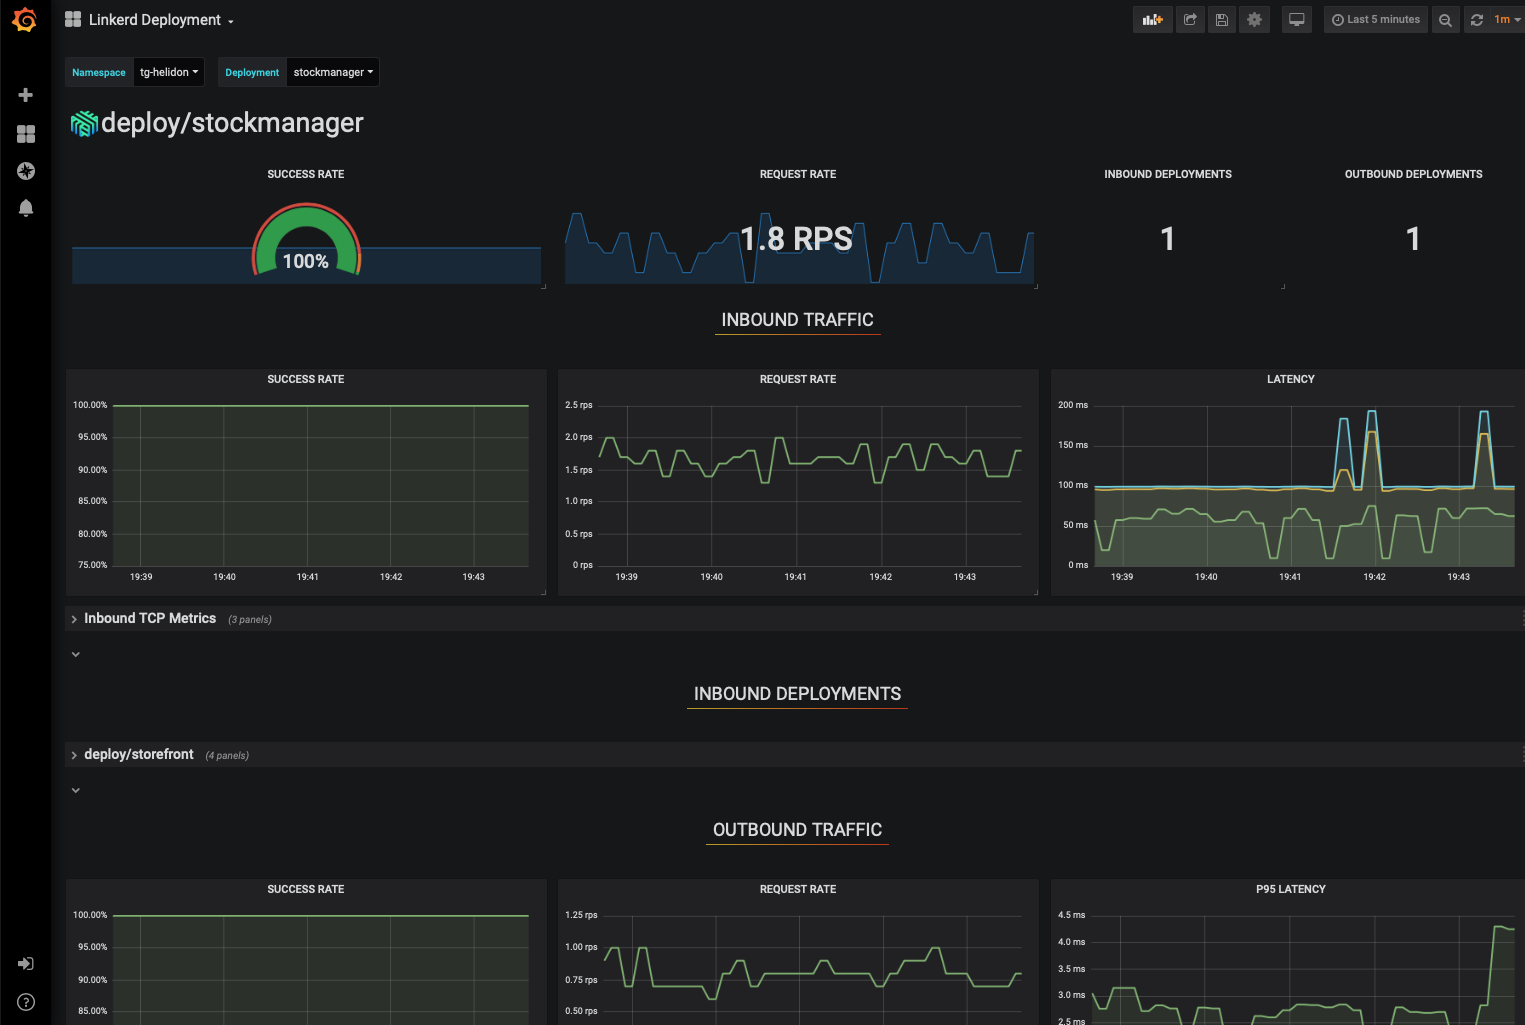 Linkerd Deployment
Last 5 minutes
1m
Namespace
tg-helidon
Deployment
stockmanager
deploy/stockmanager
SUCCESS RATE
REQUEST RATE
INBOUND DEPLOYMENTS
OUTBOUND DEPLOYMENTS
100%
1.8 RPS
1
1
INBOUND TRAFFIC
SUCCESS RATE
100.00%
95.00%
90.00%
85.00%
80.00%
75.00%
19:39 19:40 19:41 19:42 19:43
REQUEST RATE
2.5 rps
2.0 rps
1.5 rps
1.0 rps
0.5 rps
0 rps
19:39 19:40 19:41 19:42 19:43
LATENCY
200 ms
150 ms
100 ms
50 ms
0 ms
19:39 19:40 19:41 19:42 19:43
Inbound TCP Metrics (3 panels)
INBOUND DEPLOYMENTS
deploy/storefront (4 panels)
OUTBOUND TRAFFIC
SUCCESS RATE
100.00%
95.00%
90.00%
85.00%
REQUEST RATE
1.25 rps
1.00 rps
0.75 rps
0.50 rps
P95 LATENCY
4.5 ms
4.0 ms
3.5 ms
3.0 ms
2.5 ms